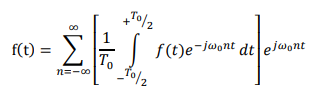 f(t) = ∑_{n=−∞}^{∞} [ 1/T₀ ∫_{−T₀/2}^{+T₀/2} f(t)e^{−jω₀nt} dt ] e^{jω₀nt}